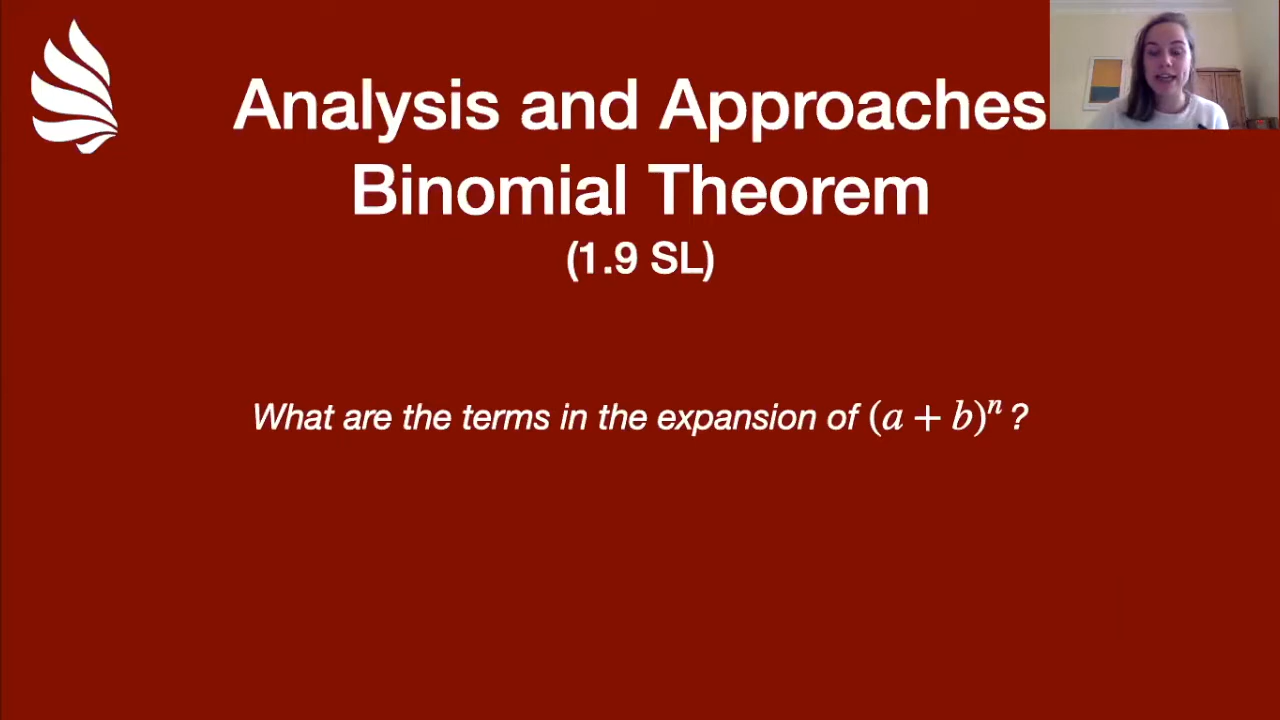 Analysis and Approaches
Binomial Theorem
(1.9 SL)
What are the terms in the expansion of (a + b)ⁿ ?